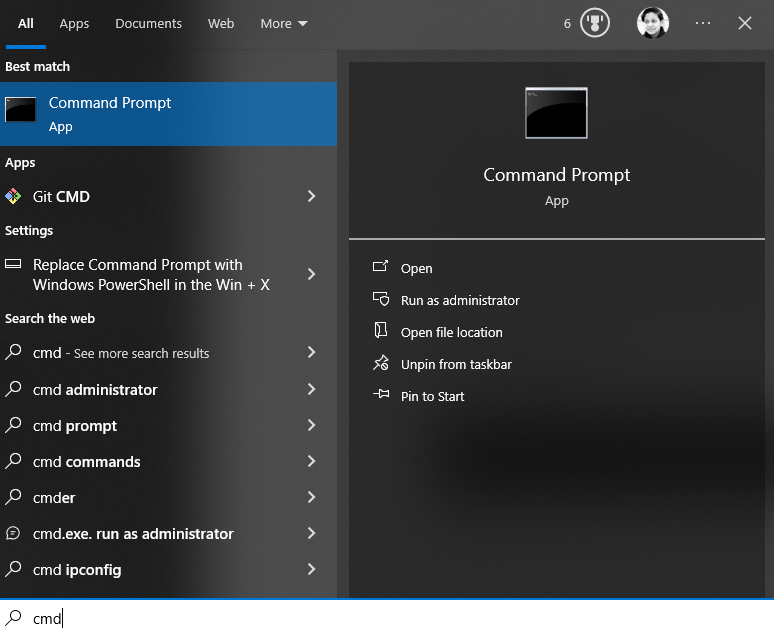 All Apps Documents Web More 6 ...
Best match
Command Prompt
App
Apps
Git CMD
Settings
Replace Command Prompt with
Windows PowerShell in the Win + X
Search the web
cmd - See more search results
cmd administrator
cmd prompt
cmd commands
cmder
cmd.exe. run as administrator
cmd ipconfig
cmd
Command Prompt
App
Open
Run as administrator
Open file location
Unpin from taskbar
Pin to Start